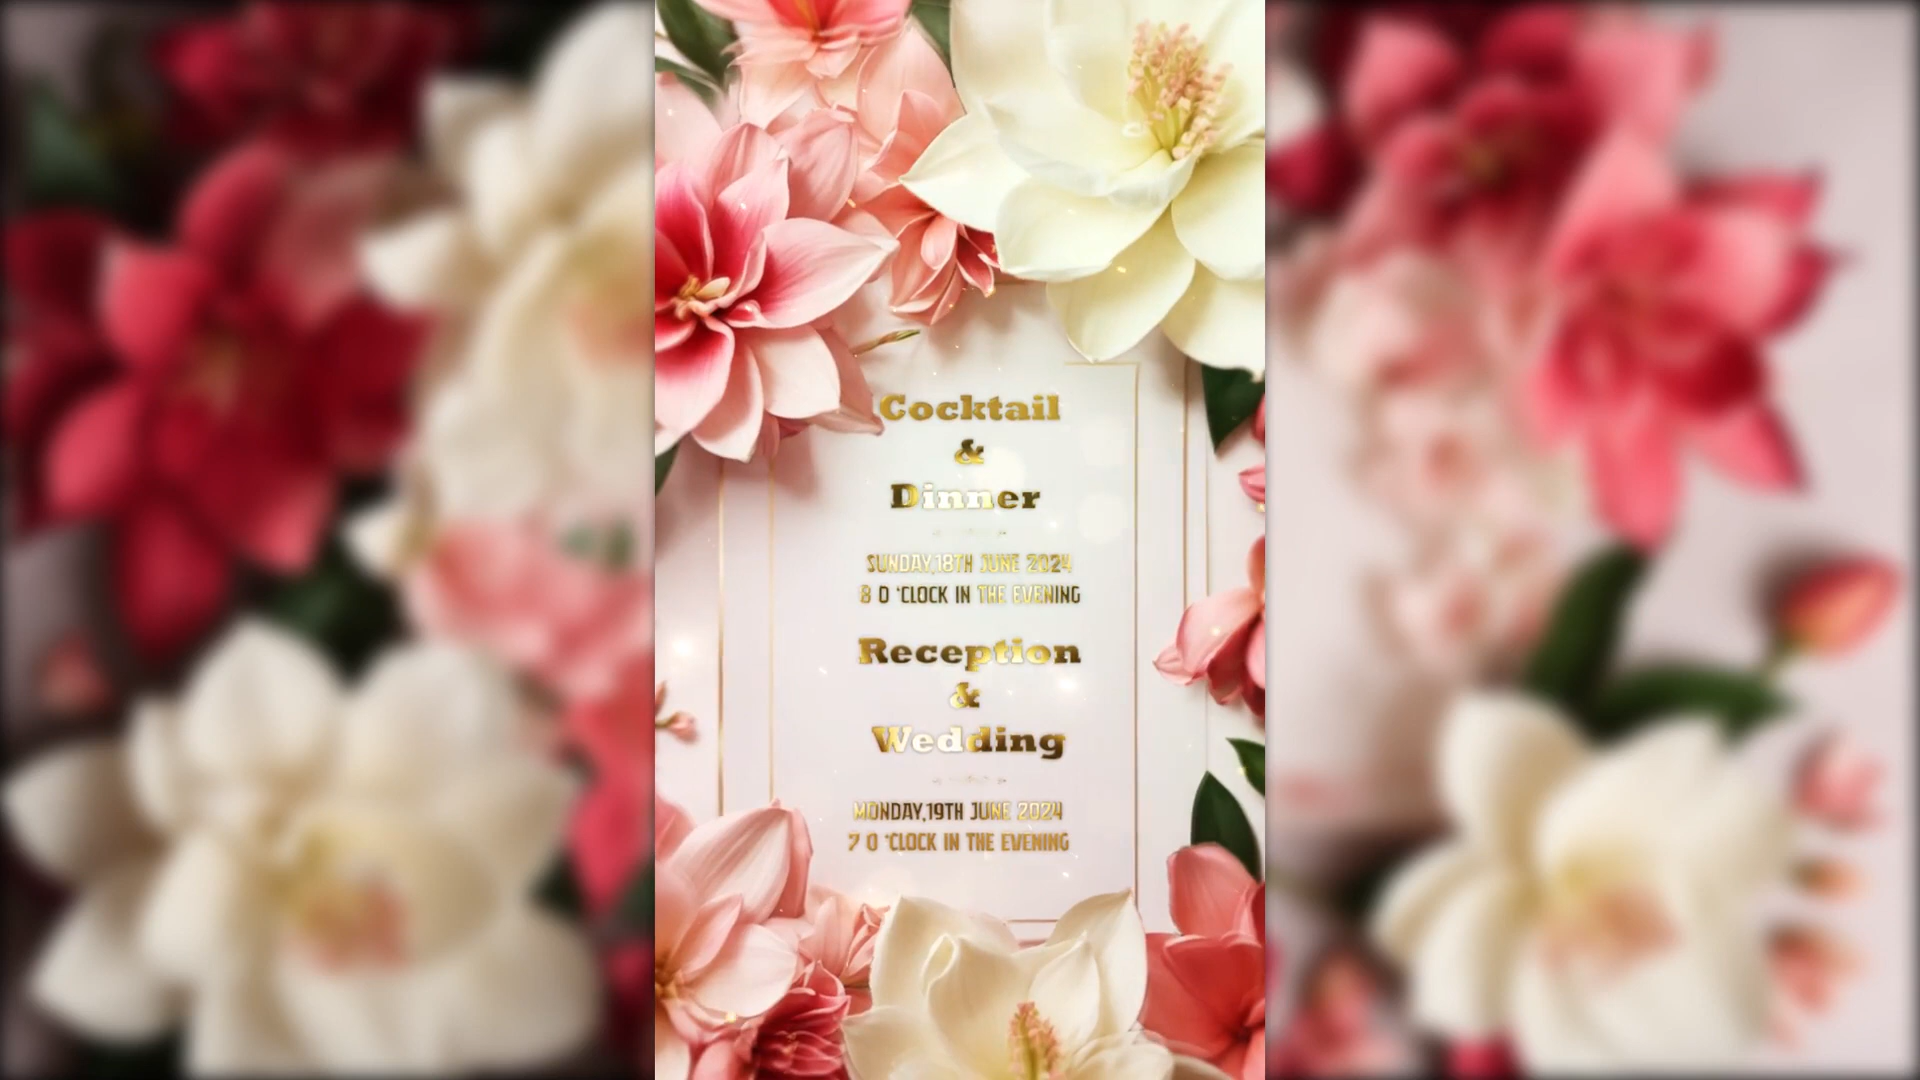 Cocktail
&
Dinner
SUNDAY,18TH JUNE 2024
8 O 'CLOCK IN THE EVENING
Reception
&
Wedding
MONDAY,19TH JUNE 2024
7 O 'CLOCK IN THE EVENING